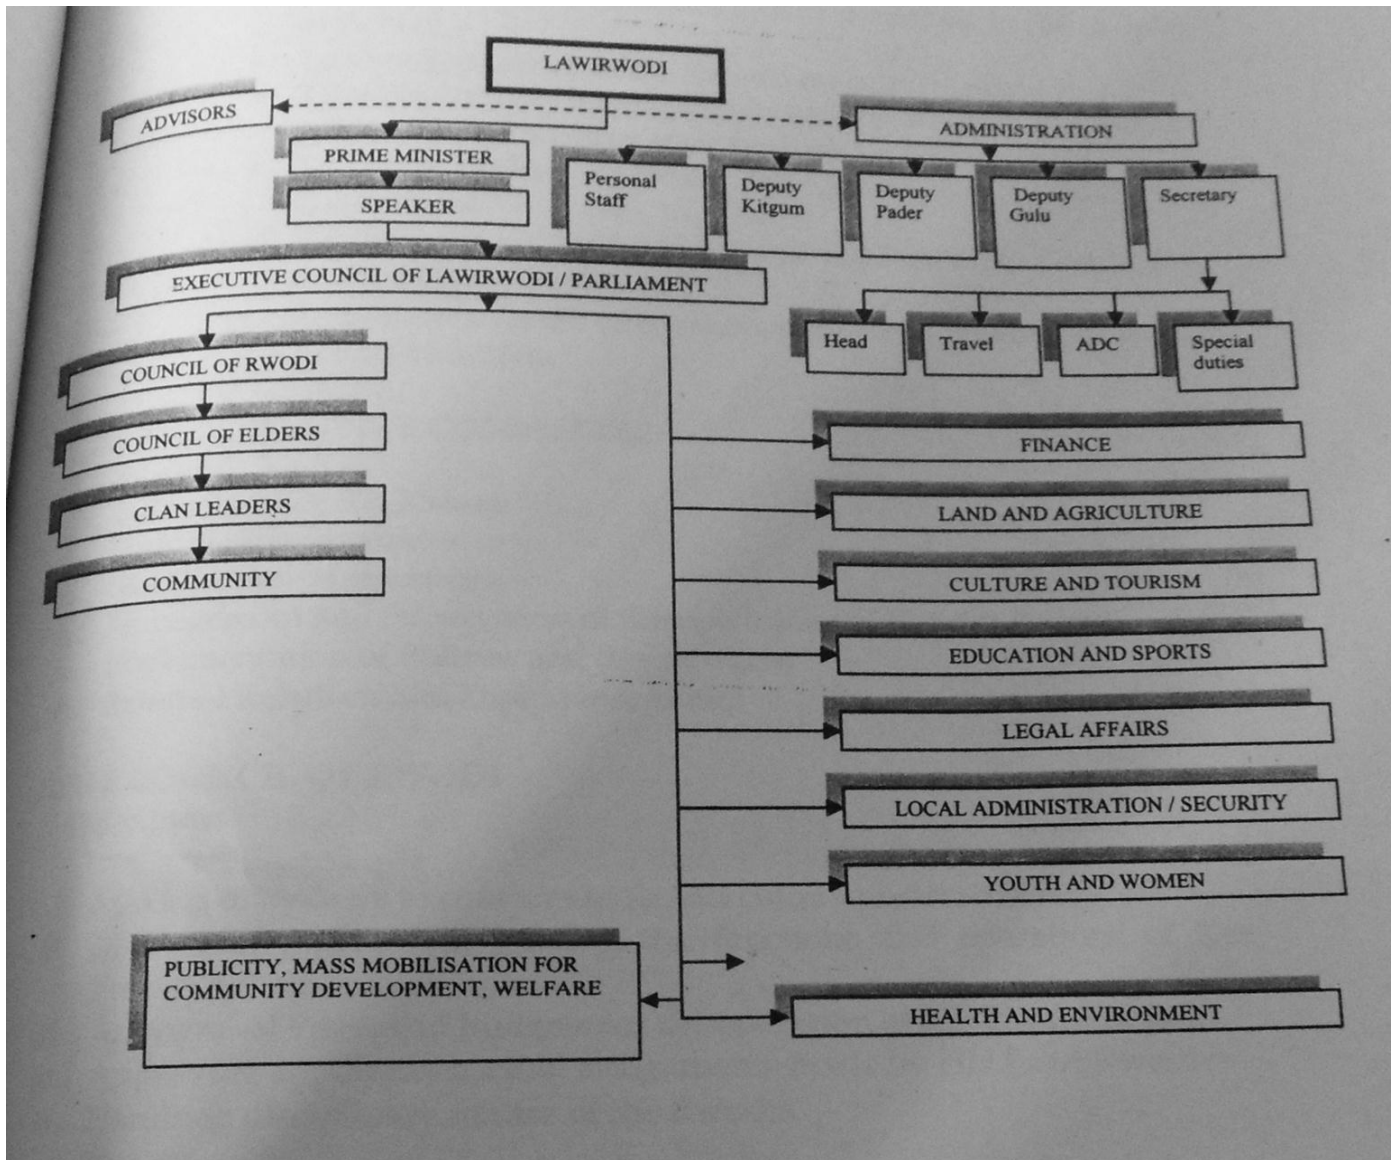 LAWIRWODI
ADVISORS
ADMINISTRATION
PRIME MINISTER
SPEAKER
Personal
Staff
Deputy
Kitgum
Deputy
Pader
Deputy
Gulu
Secretary
EXECUTIVE COUNCIL OF LAWIRWODI / PARLIAMENT
Head
Travel
ADC
Special
duties
COUNCIL OF RWODI
COUNCIL OF ELDERS
CLAN LEADERS
COMMUNITY
FINANCE
LAND AND AGRICULTURE
CULTURE AND TOURISM
EDUCATION AND SPORTS
LEGAL AFFAIRS
LOCAL ADMINISTRATION / SECURITY
YOUTH AND WOMEN
PUBLICITY, MASS MOBILISATION FOR
COMMUNITY DEVELOPMENT, WELFARE
HEALTH AND ENVIRONMENT